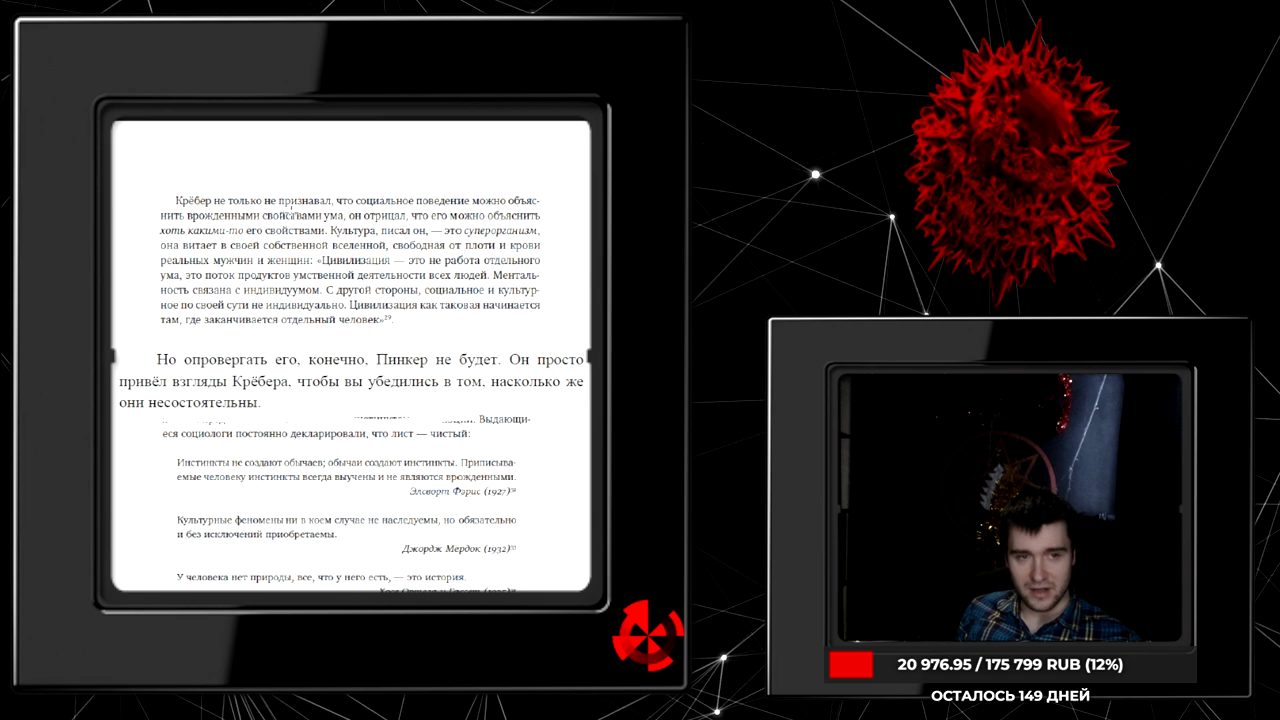 Крёбер не только не признавал, что социальное поведение можно объяс-
нить врожденными свойствами ума, он отрицал, что его можно объяснить
хоть какими-то его свойствами. Культура, писал он, — это суперорганизм,
она витает в своей собственной вселенной, свободная от плоти и крови
реальных мужчин и женщин: «Цивилизация — это не работа отдельного
ума, это поток продуктов умственной деятельности всех людей. Менталь-
ность связана с индивидуумом. С другой стороны, социальное и культур-
ное по своей сути не индивидуально. Цивилизация как таковая начинается
там, где заканчивается отдельный человек»²⁹.
Но опровергать его, конечно, Пинкер не будет. Он просто
привёл взгляды Крёбера, чтобы вы убедились в том, насколько же
они несостоятельны.
Выдающи-
еся социологи постоянно декларировали, что лист — чистый:
Инстинкты не создают обычаев; обычаи создают инстинкты. Приписыва-
емые человеку инстинкты всегда выучены и не являются врожденными.
Элсворт Фэрис (1927)
Культурные феномены ни в коем случае не наследуемы, но обязательно
и без исключений приобретаемы.
Джордж Мердок (1932)
У человека нет природы, все, что у него есть, — это история.
20 976.95 / 175 799 RUB (12%)
ОСТАЛОСЬ 149 ДНЕЙ